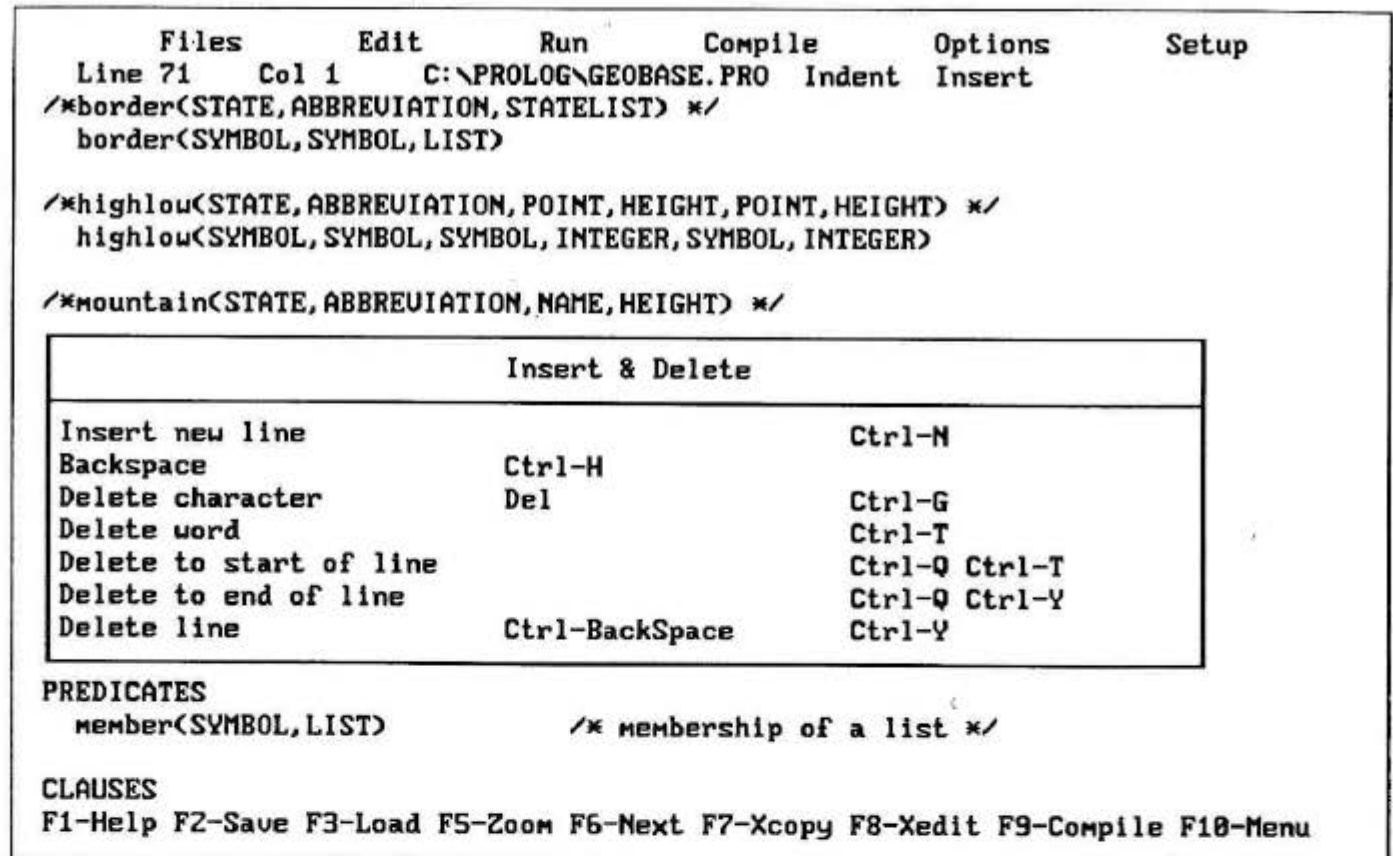 Files Edit Run Compile Options Setup
Line 71 Col 1 C:\PROLOG\GEOBASE.PRO Indent Insert
/*border(STATE,ABBREVIATION,STATELIST) */
border(SYMBOL,SYMBOL,LIST)
/*highlow(STATE,ABBREVIATION,POINT,HEIGHT,POINT,HEIGHT) */
highlow(SYMBOL,SYMBOL,SYMBOL,INTEGER,SYMBOL,INTEGER)
/*mountain(STATE,ABBREVIATION,NAME,HEIGHT) */
Insert & Delete
Insert new line Ctrl-N
Backspace Ctrl-H
Delete character Del Ctrl-G
Delete word Ctrl-T
Delete to start of line Ctrl-Q Ctrl-T
Delete to end of line Ctrl-Q Ctrl-Y
Delete line Ctrl-BackSpace Ctrl-Y
PREDICATES
member(SYMBOL,LIST) /* membership of a list */
CLAUSES
F1-Help F2-Save F3-Load F5-Zoom F6-Next F7-Xcopy F8-Xedit F9-Compile F10-Menu